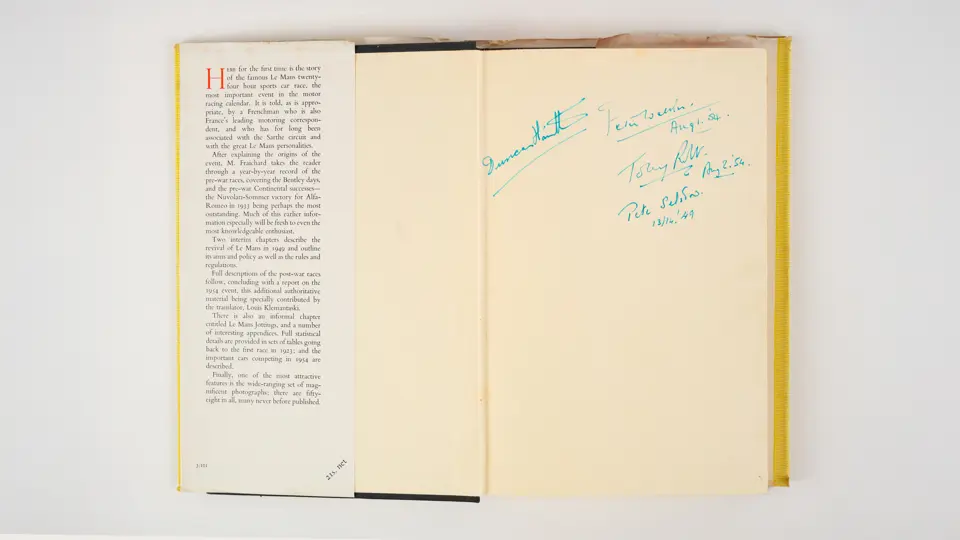 HERE for the first time is the story
of the famous Le Mans twenty-
four hour sports car race, the
most important event in the motor
racing calendar. It is told, as is appro-
priate, by a Frenchman who is also
France's leading motoring correspon-
dent, and who has for long been
associated with the Sarthe circuit and
with the great Le Mans personalities.
After explaining the origins of the
event, M. Fraichard takes the reader
through a year-by-year record of the
pre-war races, covering the Bentley days,
and the pre-war Continental successes—
the Nuvolari-Sommer victory for Alfa-
Romeo in 1933 being perhaps the most
outstanding. Much of this earlier infor-
mation especially will be fresh to even the
most knowledgeable enthusiast.
Two interim chapters describe the
revival of Le Mans in 1949 and outline
its aims and policy as well as the rules and
regulations.
Full descriptions of the post-war races
follow, concluding with a report on the
1954 event, this additional authoritative
material being specially contributed by
the translator, Louis Klemantaski.
There is also an informal chapter
entitled Le Mans Jottings, and a number
of interesting appendices. Full statistical
details are provided in sets of tables going
back to the first race in 1923; and the
important cars competing in 1954 are
described.
Finally, one of the most attractive
features is the wide-ranging set of mag-
nificent photographs; there are fifty-
eight in all, many never before published.
21s. net
Duncan Hamilton
Aug 1. '54.
Tony Rolt.
Aug 2. '54.
Pete
13/14. '49